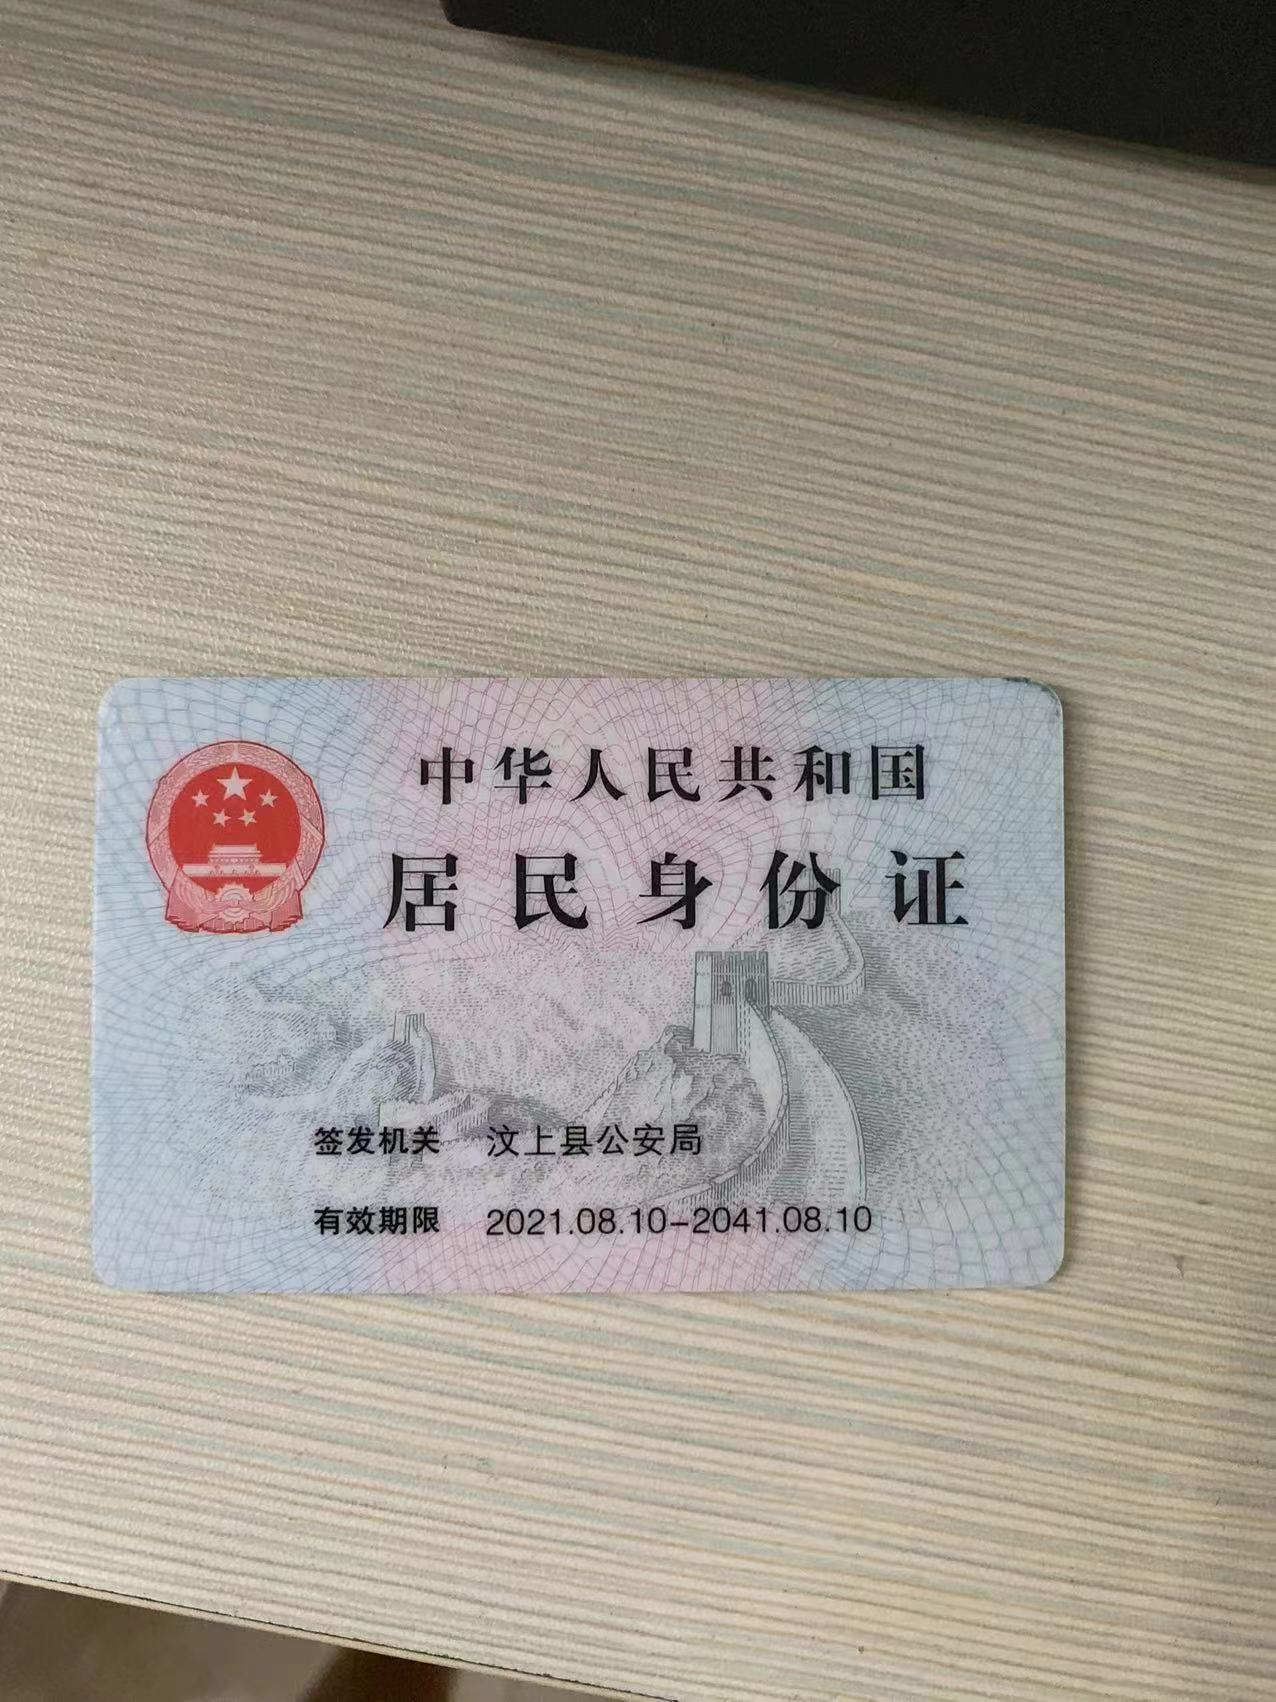 中华人民共和国
居民身份证
签发机关 汶上县公安局
有效期限 2021.08.10-2041.08.10